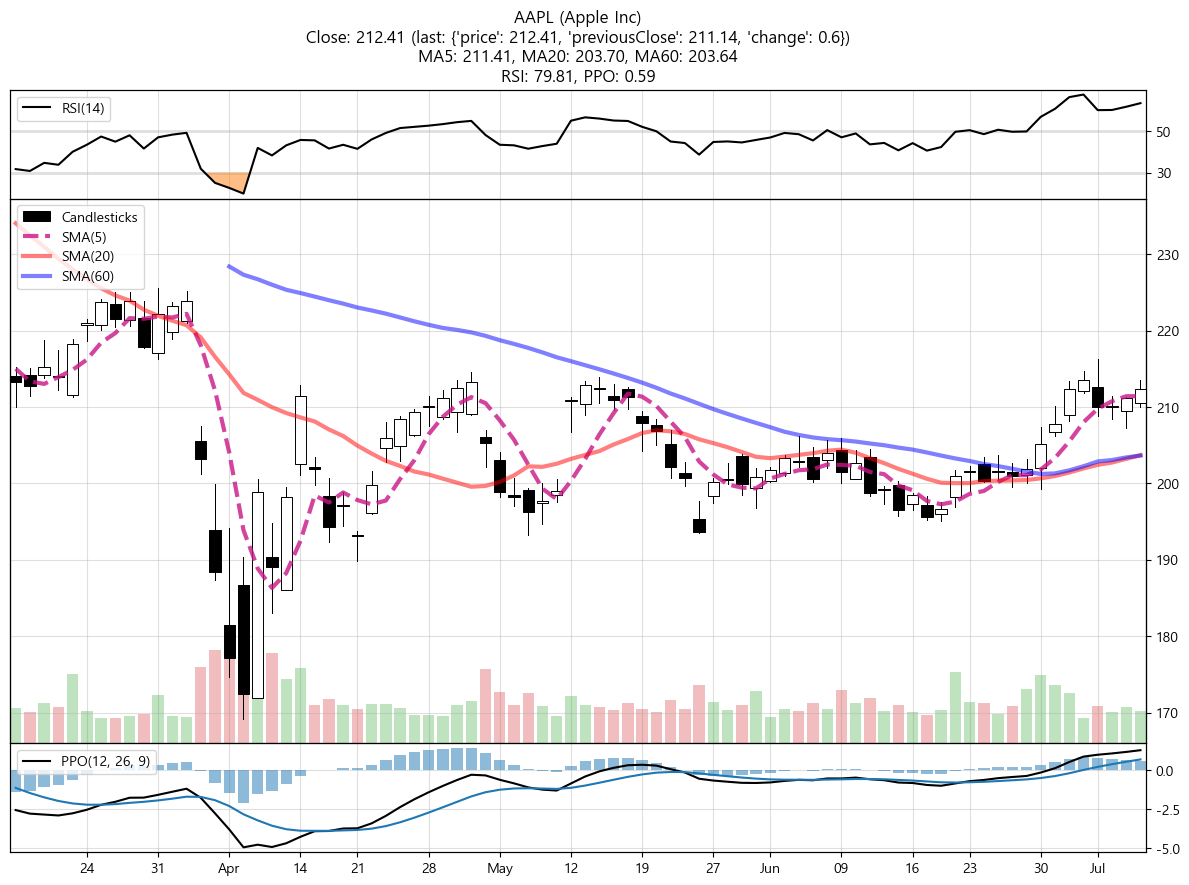 AAPL (Apple Inc)
Close: 212.41 (last: {'price': 212.41, 'previousClose': 211.14, 'change': 0.6})
MA5: 211.41, MA20: 203.70, MA60: 203.64
RSI: 79.81, PPO: 0.59
RSI(14)
50
30
Candlesticks
SMA(5)
SMA(20)
SMA(60)
230
220
210
200
190
180
170
PPO(12, 26, 9)
0.0
-2.5
-5.0
24 31 Apr 14 21 28 May 12 19 27 Jun 09 16 23 30 Jul